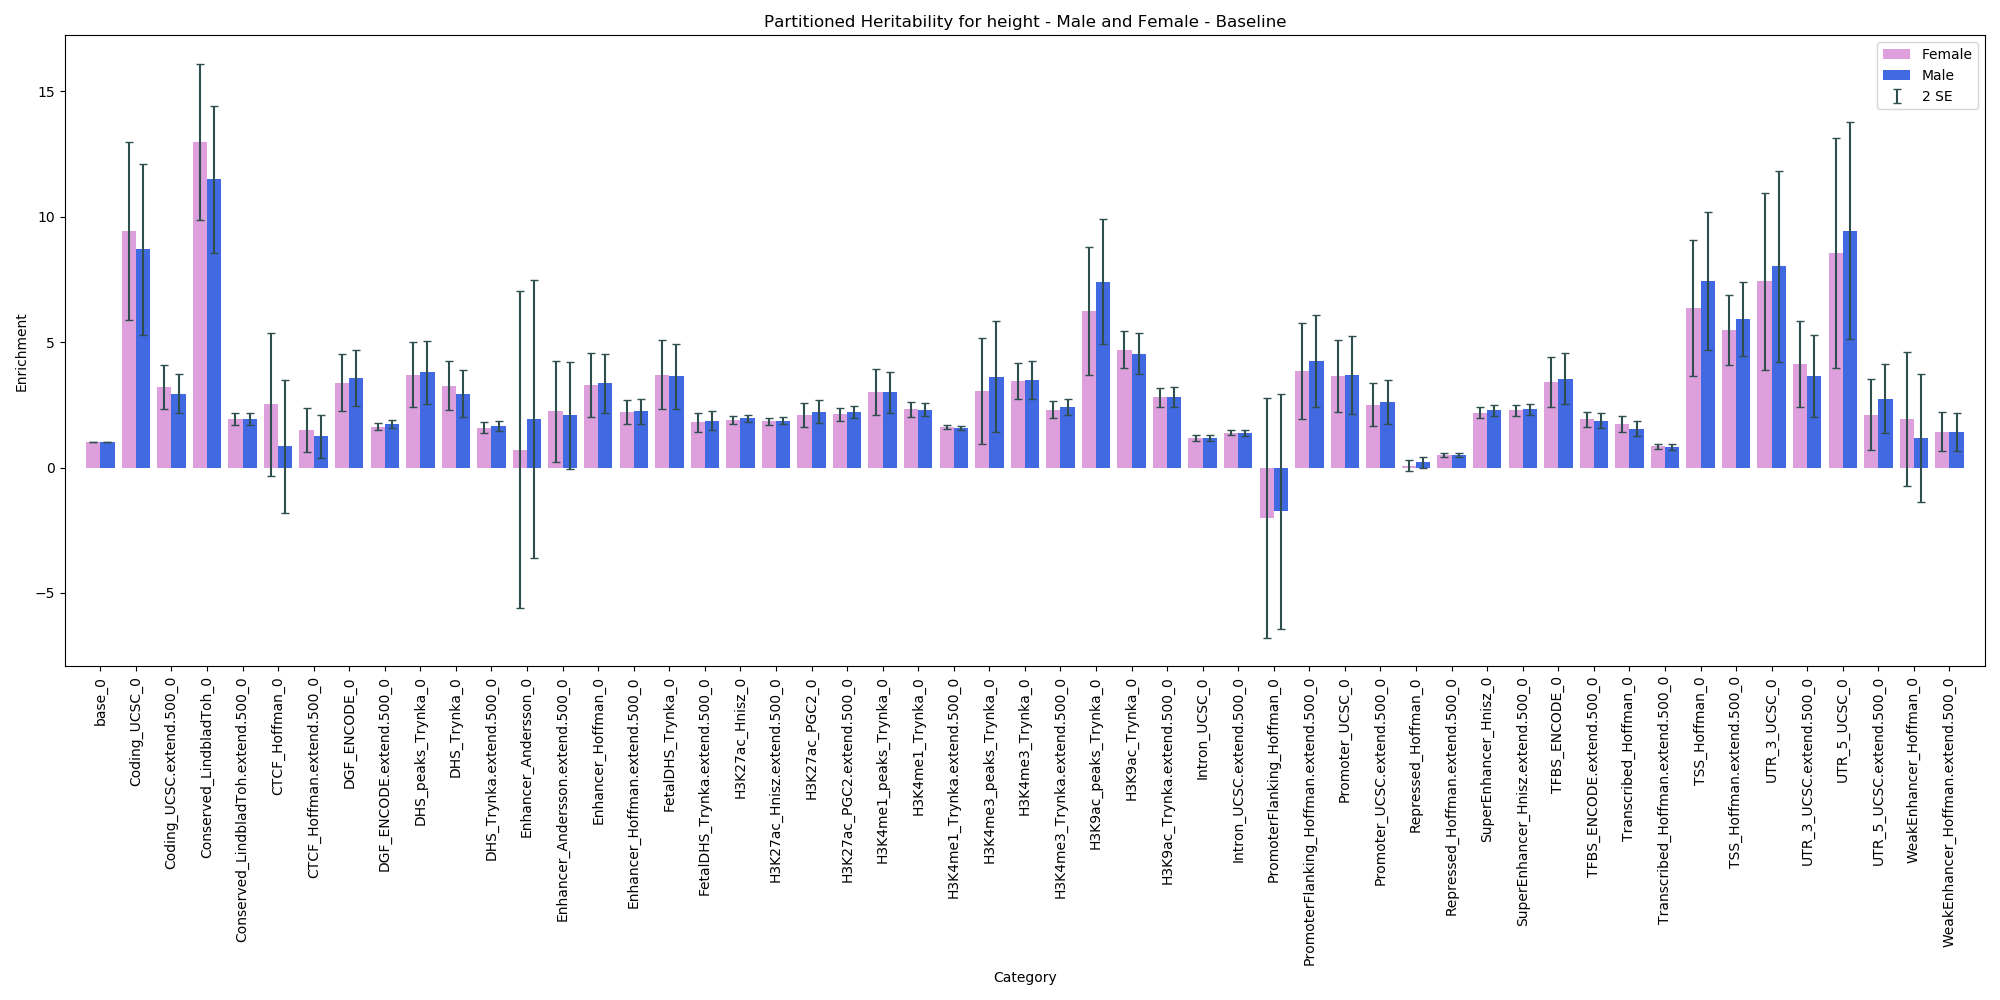 Partitioned Heritability for height - Male and Female - Baseline
Female
Male
2 SE
15
10
5
0
−5
Enrichment
base_0
Coding_UCSC_0
Coding_UCSC.extend.500_0
Conserved_LindbladToh_0
Conserved_LindbladToh.extend.500_0
CTCF_Hoffman_0
CTCF_Hoffman.extend.500_0
DGF_ENCODE_0
DGF_ENCODE.extend.500_0
DHS_peaks_Trynka_0
DHS_Trynka_0
DHS_Trynka.extend.500_0
Enhancer_Andersson_0
Enhancer_Andersson.extend.500_0
Enhancer_Hoffman_0
Enhancer_Hoffman.extend.500_0
FetalDHS_Trynka_0
FetalDHS_Trynka.extend.500_0
H3K27ac_Hnisz_0
H3K27ac_Hnisz.extend.500_0
H3K27ac_PGC2_0
H3K27ac_PGC2.extend.500_0
H3K4me1_peaks_Trynka_0
H3K4me1_Trynka_0
H3K4me1_Trynka.extend.500_0
H3K4me3_peaks_Trynka_0
H3K4me3_Trynka_0
H3K4me3_Trynka.extend.500_0
H3K9ac_peaks_Trynka_0
H3K9ac_Trynka_0
H3K9ac_Trynka.extend.500_0
Intron_UCSC_0
Intron_UCSC.extend.500_0
PromoterFlanking_Hoffman_0
PromoterFlanking_Hoffman.extend.500_0
Promoter_UCSC_0
Promoter_UCSC.extend.500_0
Repressed_Hoffman_0
Repressed_Hoffman.extend.500_0
SuperEnhancer_Hnisz_0
SuperEnhancer_Hnisz.extend.500_0
TFBS_ENCODE_0
TFBS_ENCODE.extend.500_0
Transcribed_Hoffman_0
Transcribed_Hoffman.extend.500_0
TSS_Hoffman_0
TSS_Hoffman.extend.500_0
UTR_3_UCSC_0
UTR_3_UCSC.extend.500_0
UTR_5_UCSC_0
UTR_5_UCSC.extend.500_0
WeakEnhancer_Hoffman_0
WeakEnhancer_Hoffman.extend.500_0
Category